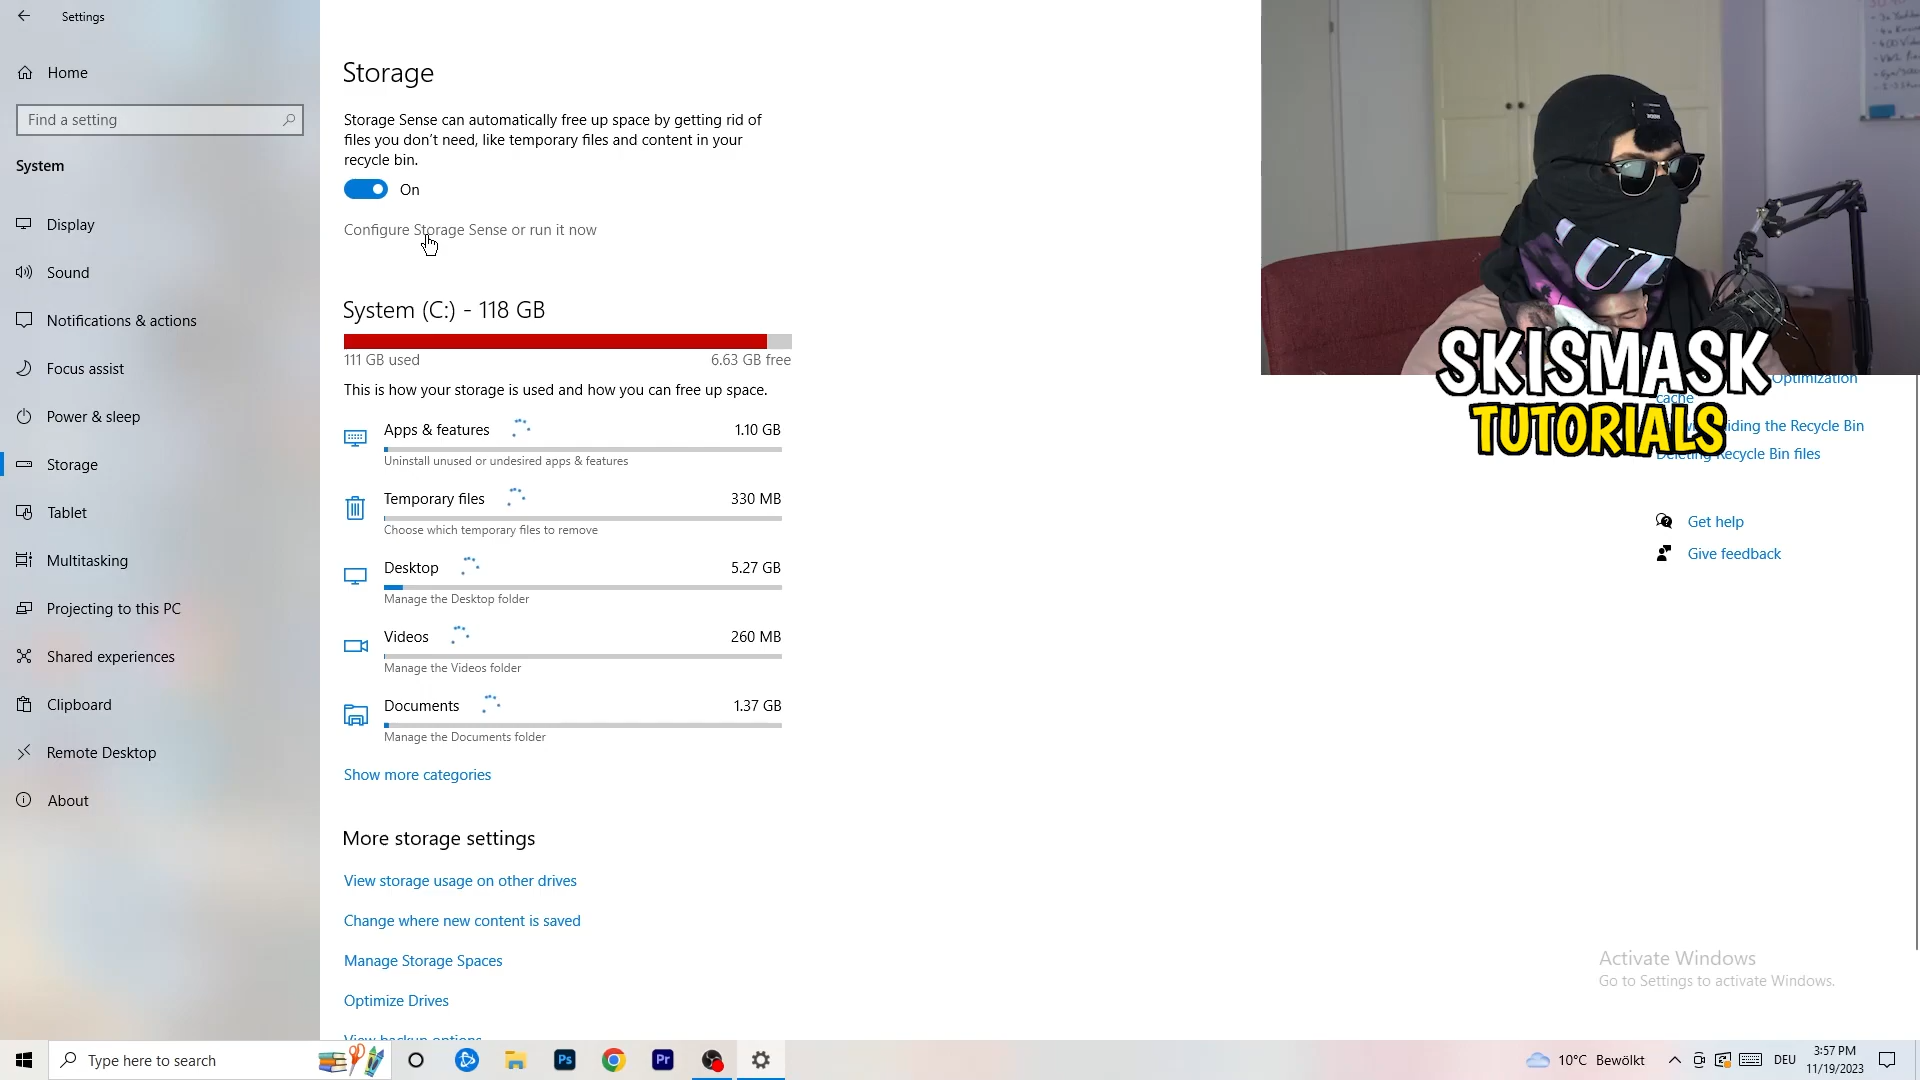 Settings
Home
Find a setting
System
Display
Sound
Notifications & actions
Focus assist
Power & sleep
Storage
Tablet
Multitasking
Projecting to this PC
Shared experiences
Clipboard
Remote Desktop
About
Storage
Storage Sense can automatically free up space by getting rid of
files you don't need, like temporary files and content in your
recycle bin.
On
Configure Storage Sense or run it now
System (C:) - 118 GB
111 GB used 6.63 GB free
This is how your storage is used and how you can free up space.
Apps & features 1.10 GB
Uninstall unused or undesired apps & features
Temporary files 330 MB
Choose which temporary files to remove
Desktop 5.27 GB
Manage the Desktop folder
Videos 260 MB
Manage the Videos folder
Documents 1.37 GB
Manage the Documents folder
Show more categories
More storage settings
View storage usage on other drives
Change where new content is saved
Manage Storage Spaces
Optimize Drives
View backup options
SKISMASK
TUTORIALS
Optimization
cache
the Recycle Bin
Recycle Bin files
Get help
Give feedback
Activate Windows
Go to Settings to activate Windows.
Type here to search
Ps
Pr
10°C Bewölkt
DEU
3:57 PM
11/19/2023